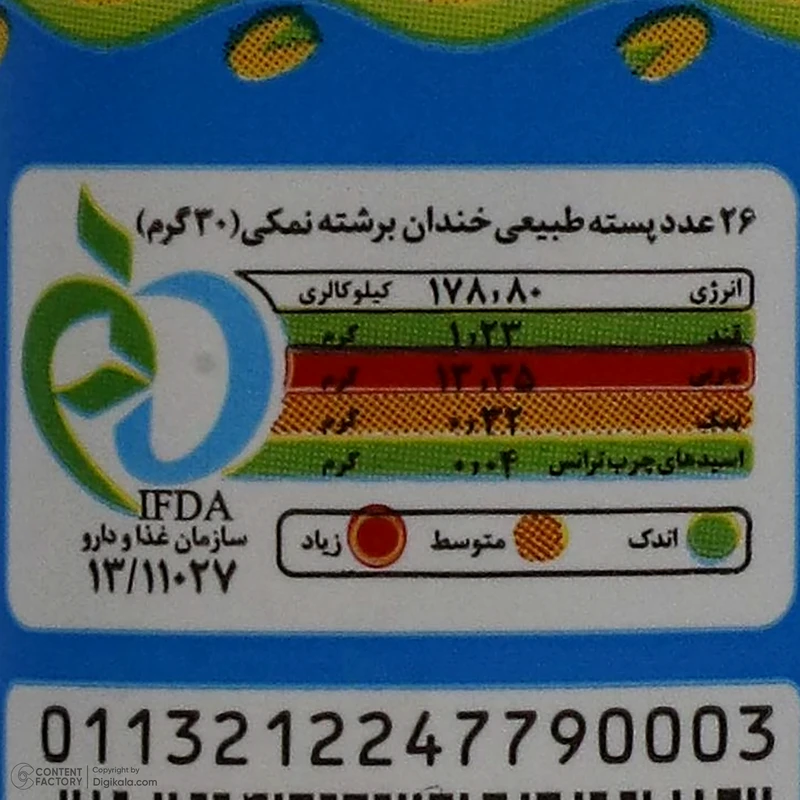 ۲۶ عدد پسته طبیعی خندان برشته نمکی (۳۰ گرم)
انرژی ۱۷۸٫۸۰ کیلوکالری
قند ۱٫۲۳ گرم
چربی ۱۳٫۳۵ گرم
نمک ۰٫۳۲ گرم
اسیدهای چرب ترانس ۰٫۰۴ گرم
اندک متوسط زیاد
IFDA
سازمان غذا و دارو
۱۳/۱۱۰۲۷
0113212247790003
CONTENT FACTORY
Copyright by
Digikala.com